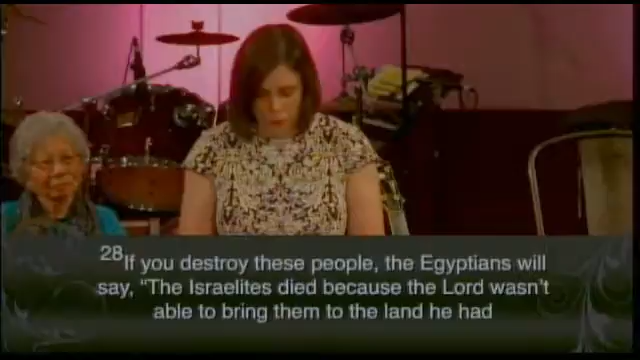 28If you destroy these people, the Egyptians will
say, "The Israelites died because the Lord wasn't
able to bring them to the land he had